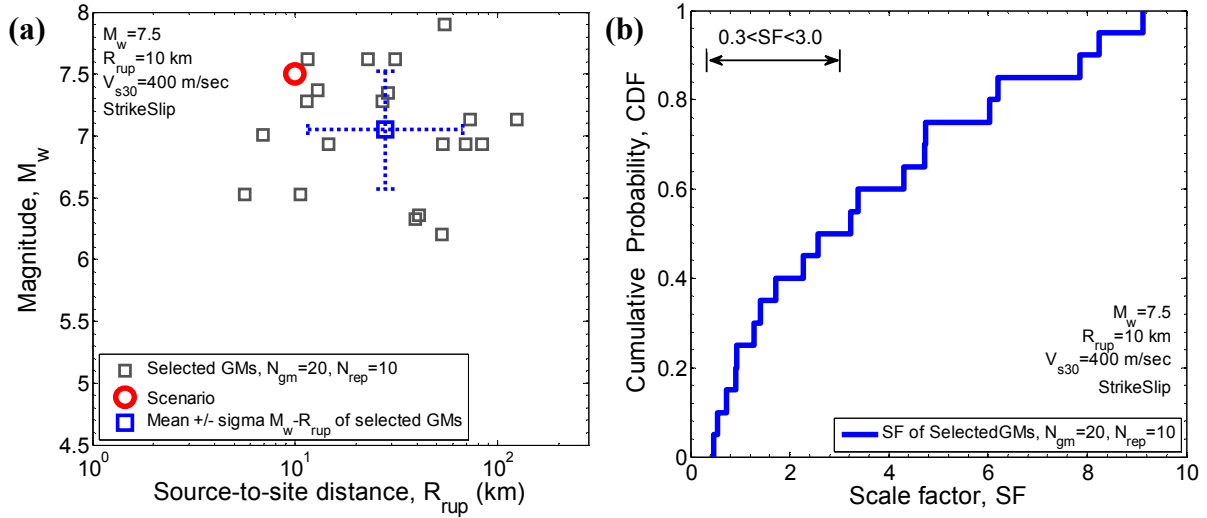 (a)
M_w=7.5
R_rup=10 km
V_s30=400 m/sec
StrikeSlip
8
7.5
7
6.5
6
5.5
5
4.5
Magnitude, M_w
Selected GMs, N_gm=20, N_rep=10
Scenario
Mean +/- sigma M_w-R_rup of selected GMs
10^0
10^1
10^2
Source-to-site distance, R_rup (km)
(b)
0.3<SF<3.0
1
0.8
0.6
0.4
0.2
0
Cumulative Probability, CDF
M_w=7.5
R_rup=10 km
V_s30=400 m/sec
StrikeSlip
SF of SelectedGMs, N_gm=20, N_rep=10
0
2
4
6
8
10
Scale factor, SF